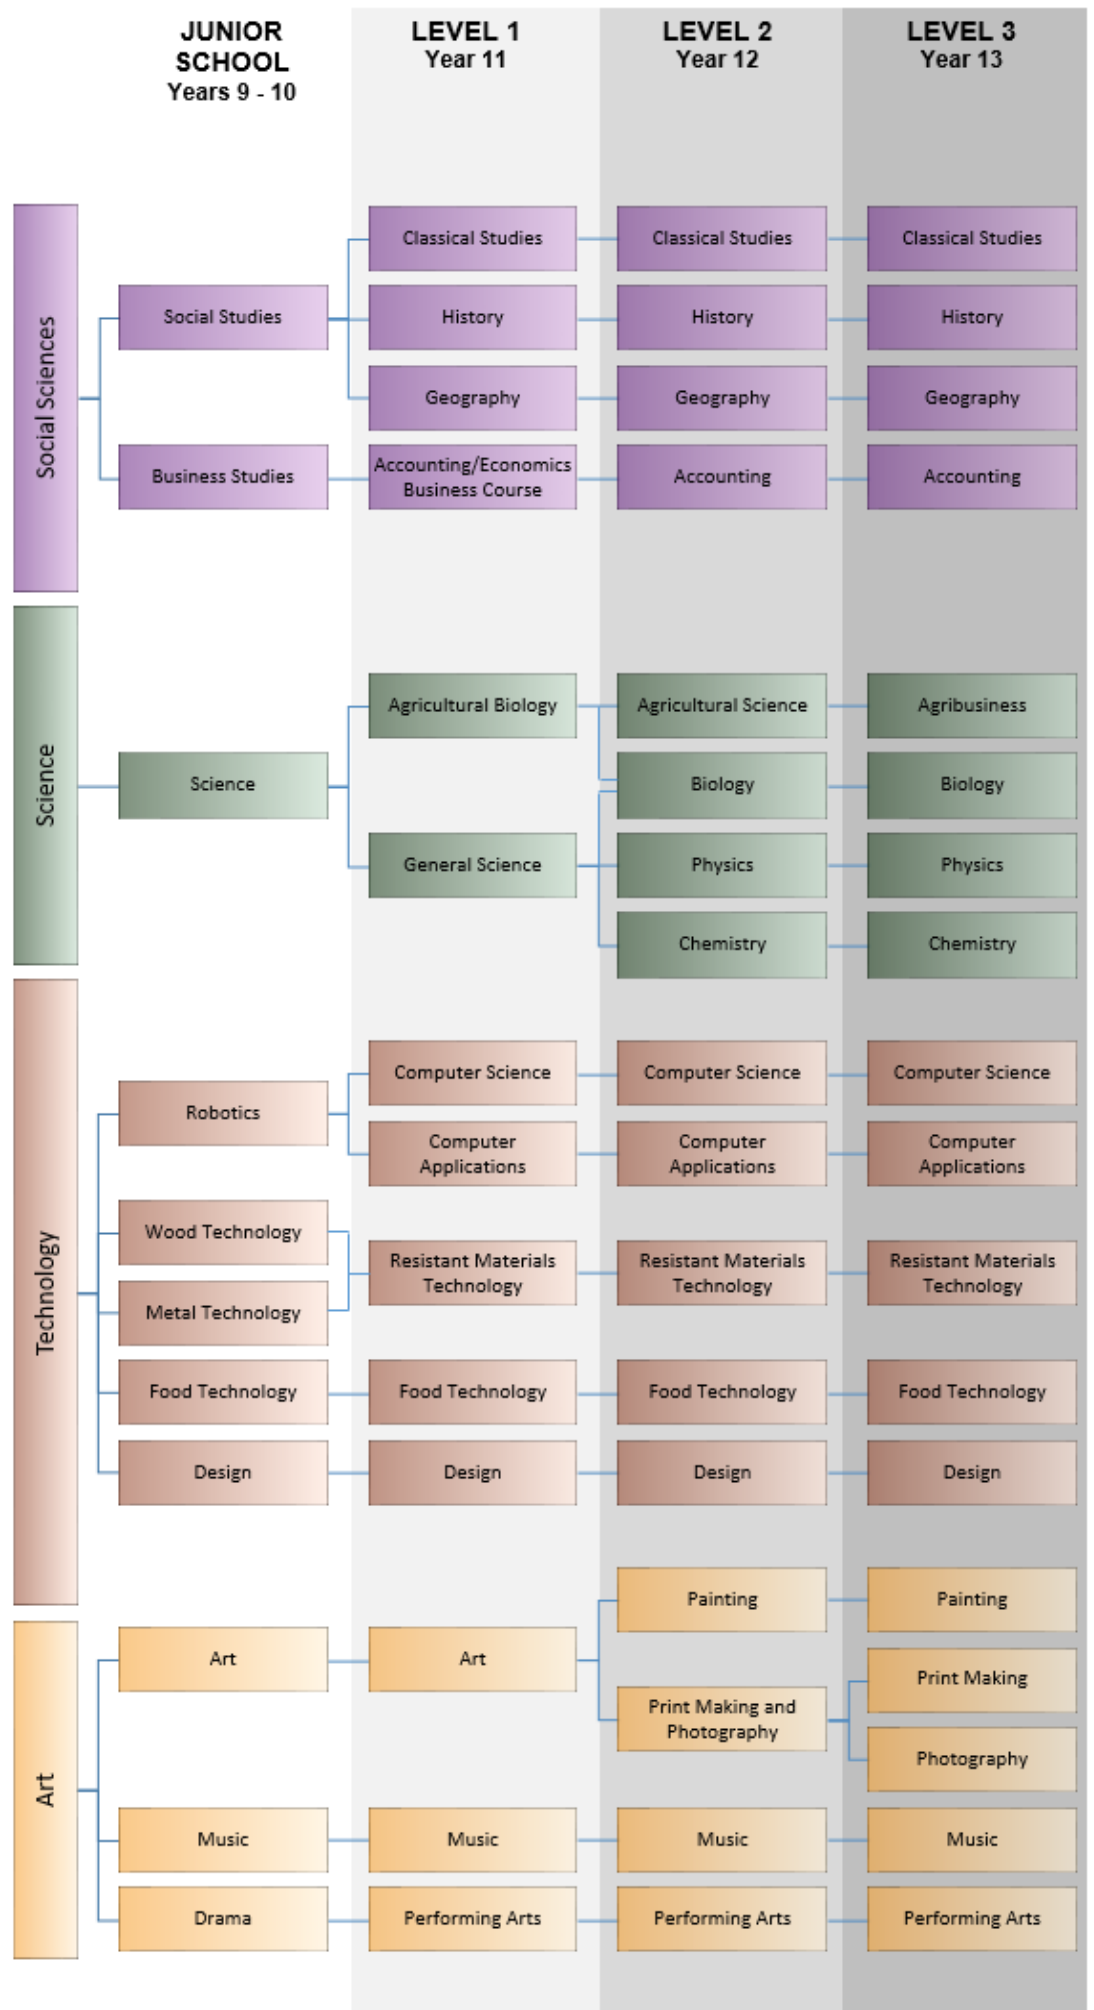 JUNIOR
SCHOOL
Years 9 - 10
LEVEL 1
Year 11
LEVEL 2
Year 12
LEVEL 3
Year 13
Social Sciences
Social Studies
Classical Studies
Classical Studies
Classical Studies
History
History
History
Geography
Geography
Geography
Business Studies
Accounting/Economics
Business Course
Accounting
Accounting
Science
Science
Agricultural Biology
Agricultural Science
Agribusiness
Biology
Biology
General Science
Physics
Physics
Chemistry
Chemistry
Technology
Robotics
Computer Science
Computer Science
Computer Science
Computer
Applications
Computer
Applications
Computer
Applications
Wood Technology
Metal Technology
Resistant Materials
Technology
Resistant Materials
Technology
Resistant Materials
Technology
Food Technology
Food Technology
Food Technology
Food Technology
Design
Design
Design
Design
Art
Art
Art
Painting
Painting
Print Making and
Photography
Print Making
Photography
Music
Music
Music
Music
Drama
Performing Arts
Performing Arts
Performing Arts